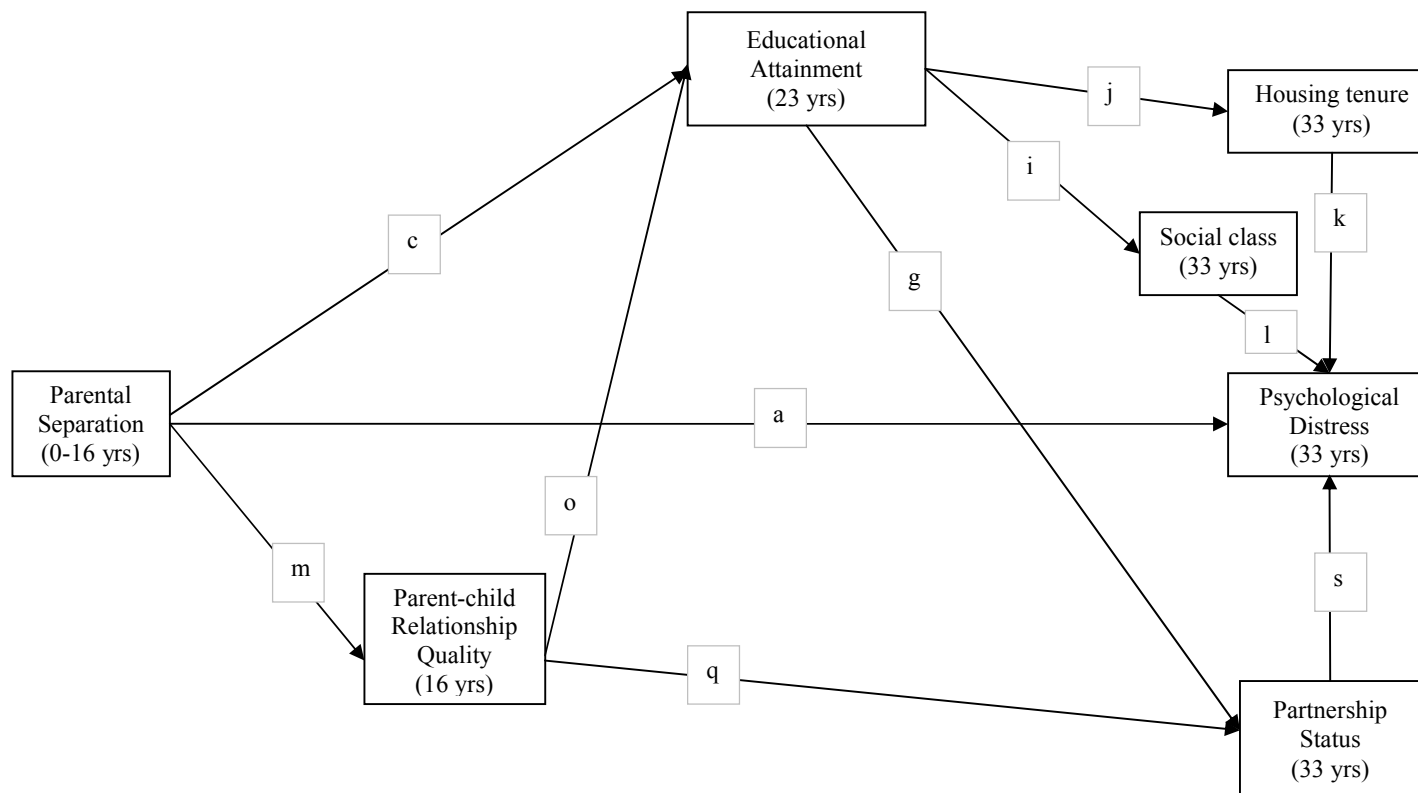 Educational
Attainment
(23 yrs)
j
Housing tenure
(33 yrs)
i
k
c
Social class
(33 yrs)
g
l
Parental
Separation
(0-16 yrs)
a
Psychological
Distress
(33 yrs)
o
m
s
Parent-child
Relationship
Quality
(16 yrs)
q
Partnership
Status
(33 yrs)